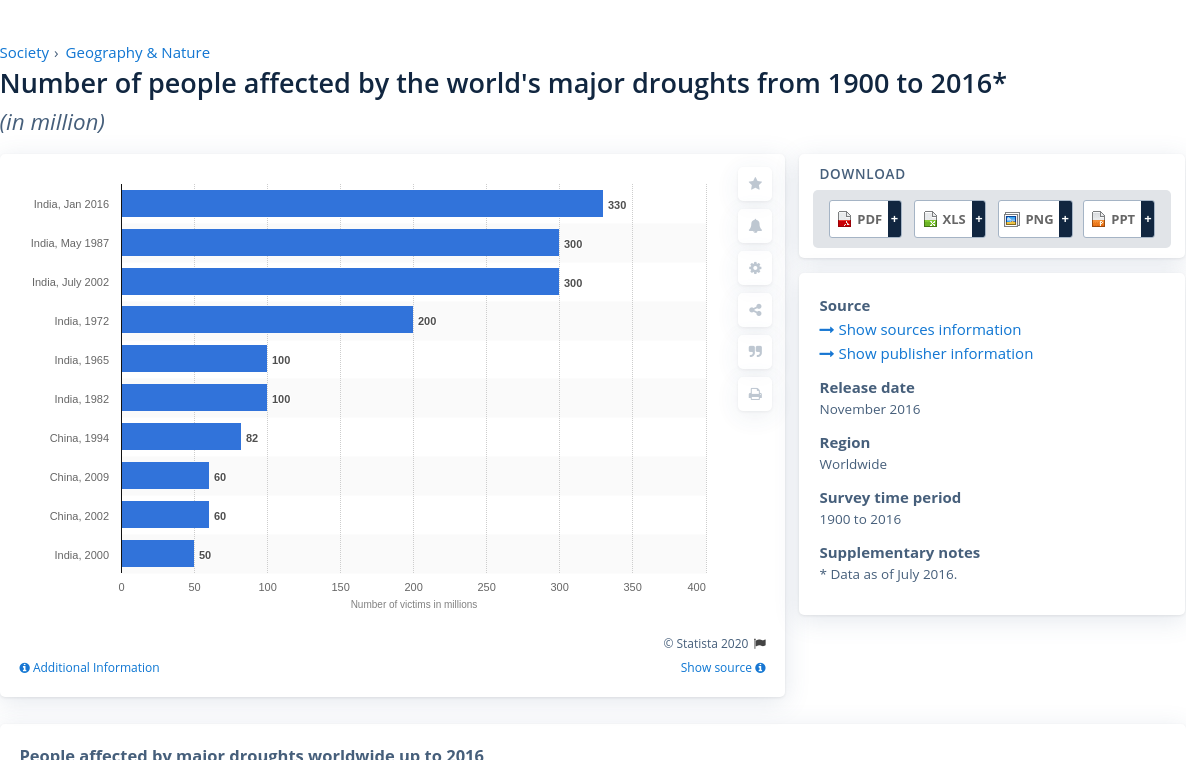 Society › Geography & Nature
Number of people affected by the world's major droughts from 1900 to 2016*
(in million)
India, Jan 2016 330
India, May 1987 300
India, July 2002 300
India, 1972 200
India, 1965 100
India, 1982 100
China, 1994 82
China, 2009 60
China, 2002 60
India, 2000 50
0 50 100 150 200 250 300 350 400
Number of victims in millions
© Statista 2020
Additional Information
Show source
DOWNLOAD
PDF + XLS + PNG + PPT +
Source
Show sources information
Show publisher information
Release date
November 2016
Region
Worldwide
Survey time period
1900 to 2016
Supplementary notes
* Data as of July 2016.
People affected by major droughts worldwide up to 2016